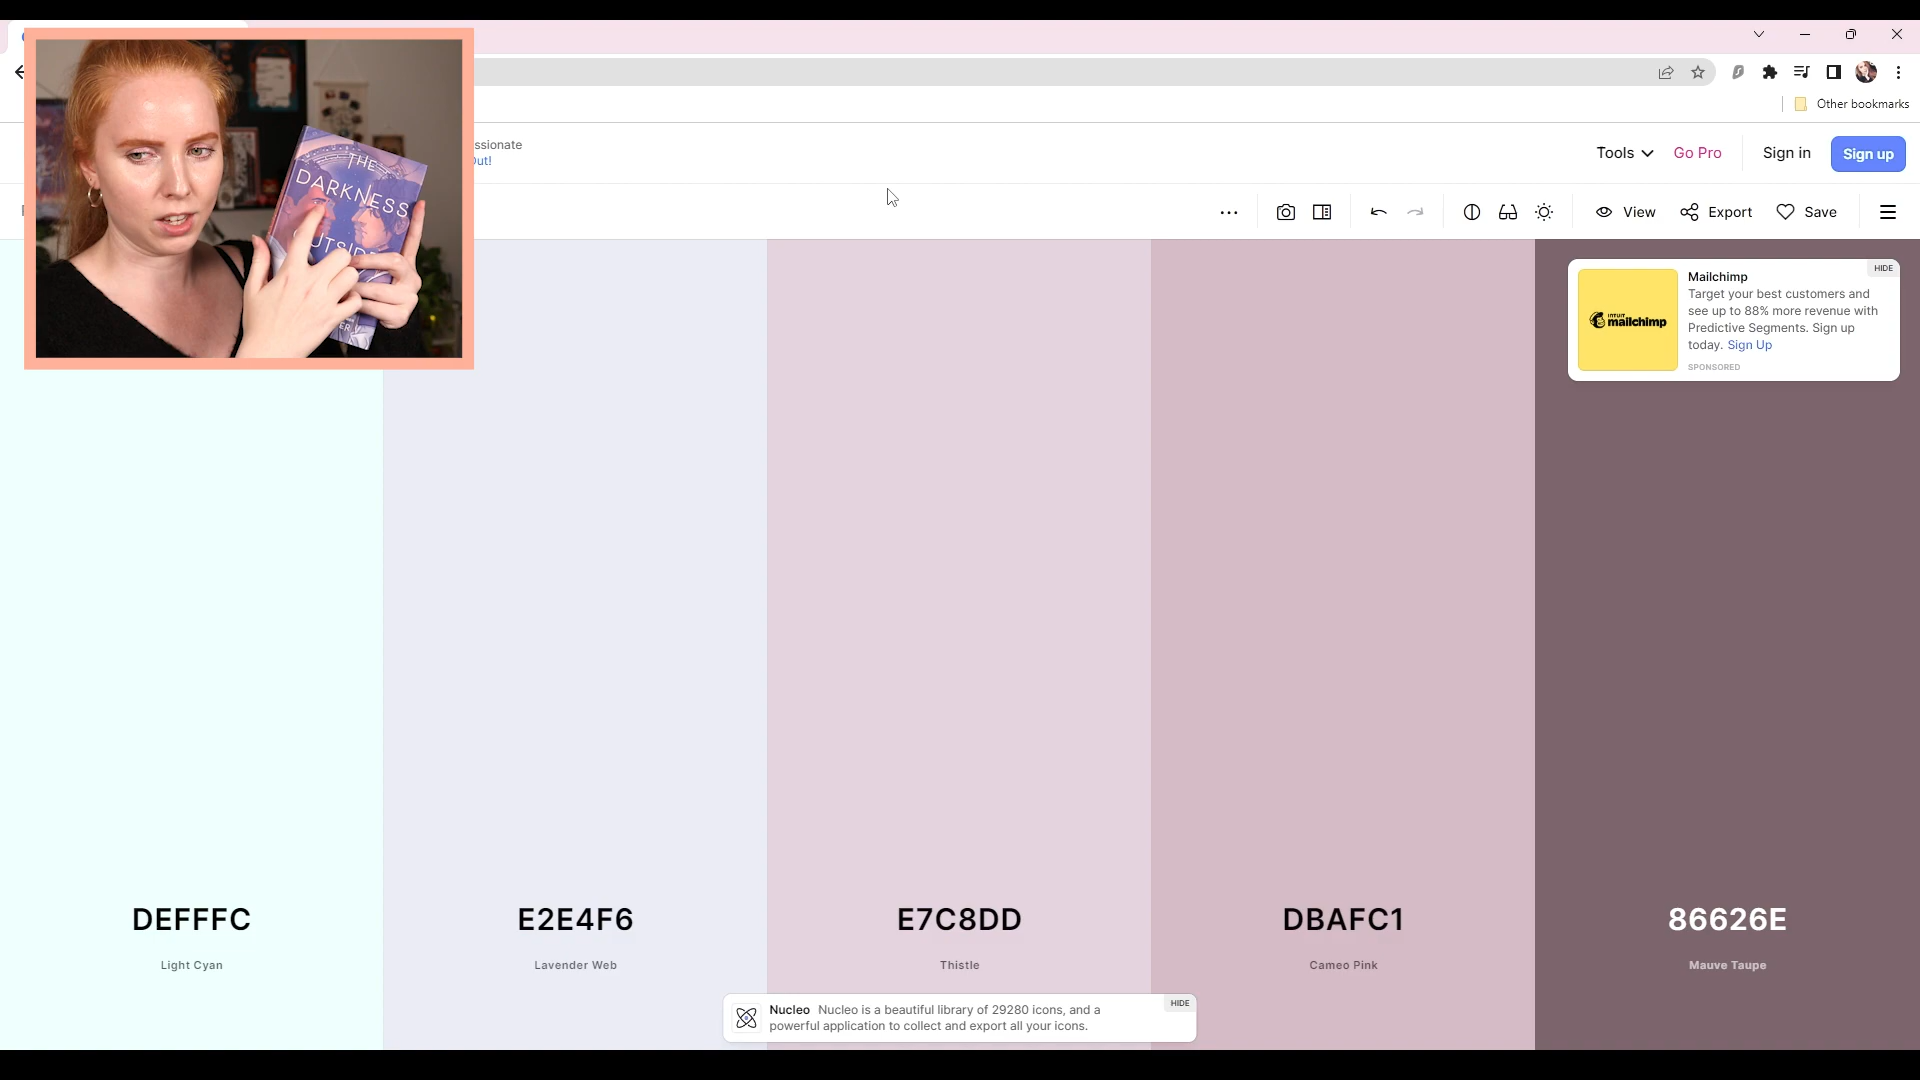 Other bookmarks
ssionate
Out!
Tools
Go Pro
Sign in
Sign up
View
Export
Save
THE
DARKNESS
OUTSIDE
ER
HIDE
Mailchimp
Target your best customers and
see up to 88% more revenue with
Predictive Segments. Sign up
today. Sign Up
SPONSORED
INTUIT
mailchimp
DEFFFC
Light Cyan
E2E4F6
Lavender Web
E7C8DD
Thistle
DBAFC1
Cameo Pink
86626E
Mauve Taupe
HIDE
Nucleo Nucleo is a beautiful library of 29280 icons, and a
powerful application to collect and export all your icons.